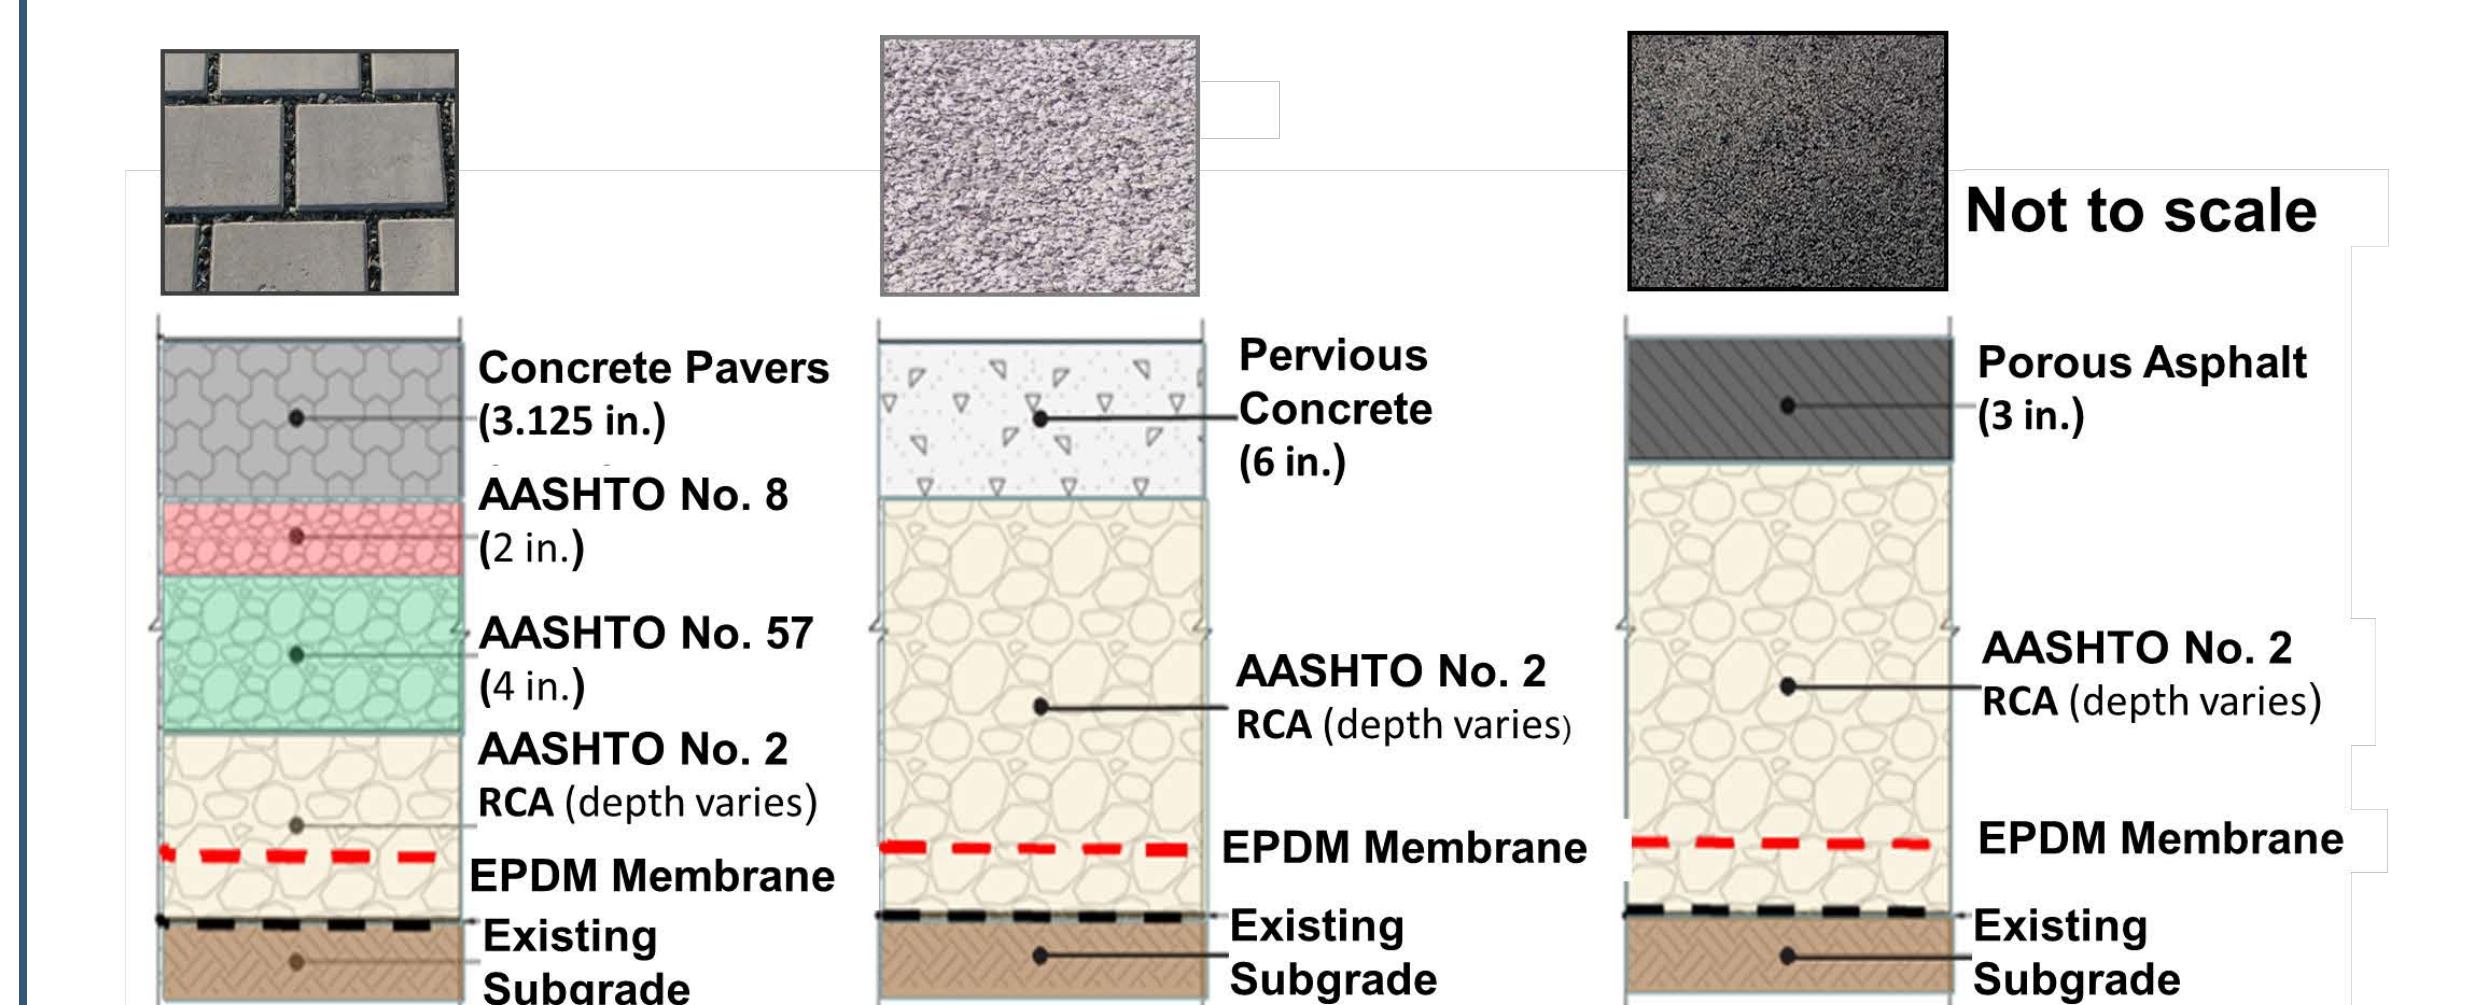 Not to scale
Concrete Pavers
(3.125 in.)
AASHTO No. 8
(2 in.)
AASHTO No. 57
(4 in.)
AASHTO No. 2
RCA (depth varies)
EPDM Membrane
Existing
Subgrade
Pervious
Concrete
(6 in.)
AASHTO No. 2
RCA (depth varies)
EPDM Membrane
Existing
Subgrade
Porous Asphalt
(3 in.)
AASHTO No. 2
RCA (depth varies)
EPDM Membrane
Existing
Subgrade